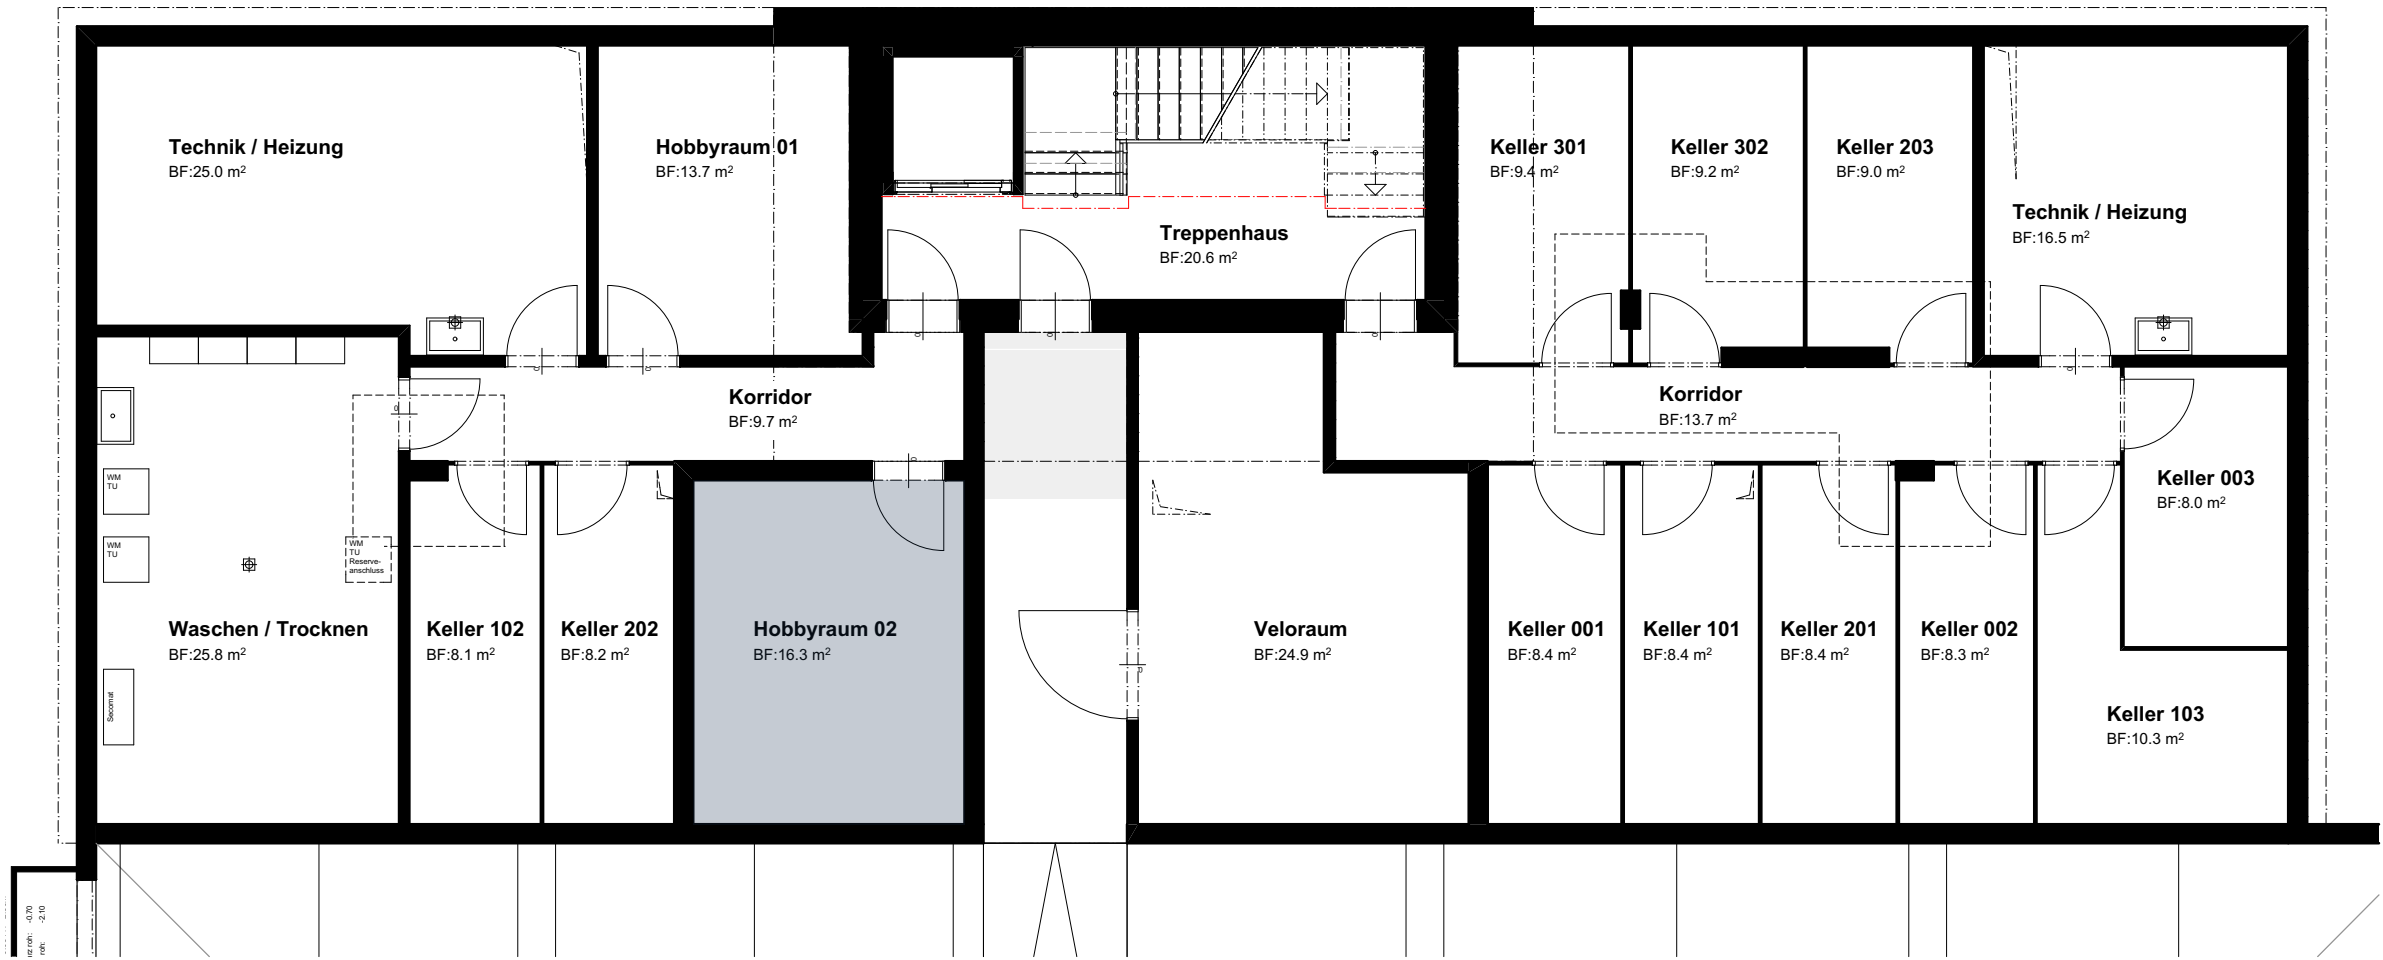 Technik / Heizung
BF:25.0 m²
Hobbyraum 01
BF:13.7 m²
Treppenhaus
BF:20.6 m²
Keller 301
BF:9.4 m²
Keller 302
BF:9.2 m²
Keller 203
BF:9.0 m²
Technik / Heizung
BF:16.5 m²
Korridor
BF:9.7 m²
Korridor
BF:13.7 m²
WM
TU
WM
TU
WM
TU
Reserve-
anschluss
Secomat
Waschen / Trocknen
BF:25.8 m²
Keller 102
BF:8.1 m²
Keller 202
BF:8.2 m²
Hobbyraum 02
BF:16.3 m²
Veloraum
BF:24.9 m²
Keller 001
BF:8.4 m²
Keller 101
BF:8.4 m²
Keller 201
BF:8.4 m²
Keller 002
BF:8.3 m²
Keller 003
BF:8.0 m²
Keller 103
BF:10.3 m²
roh: -0.70
roh: -2.10